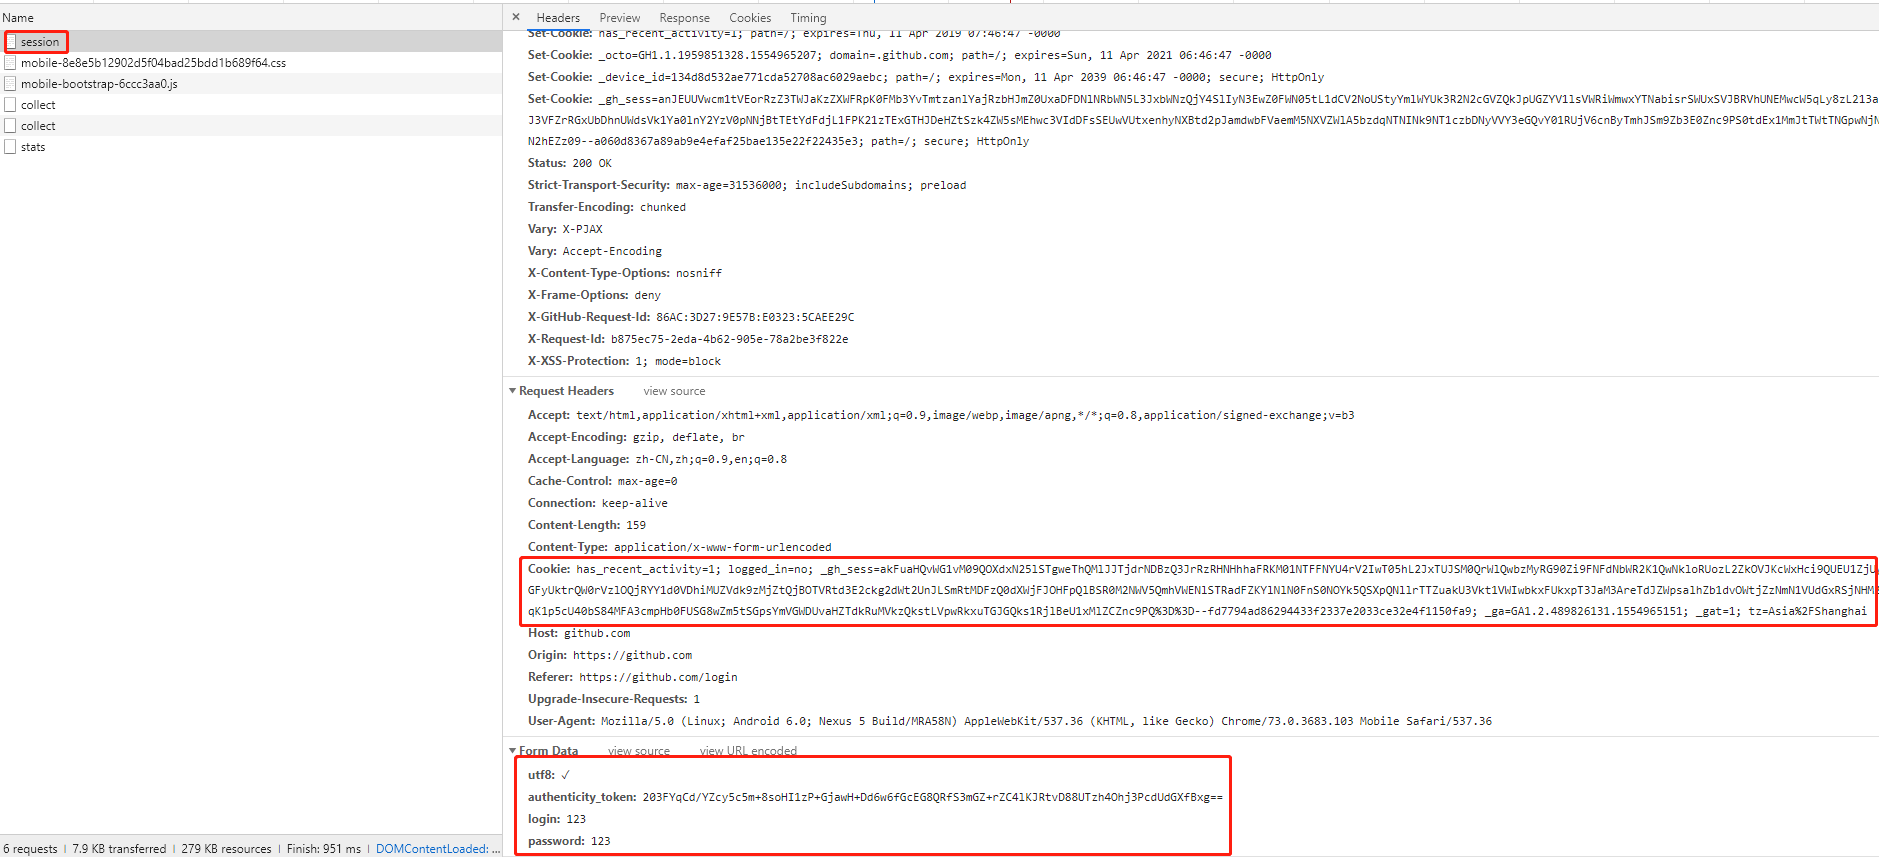 Name
session
mobile-8e8e5b12902d5f04bad25bdd1b689f64.css
mobile-bootstrap-6ccc3aa0.js
collect
collect
stats
6 requests | 7.9 KB transferred | 279 KB resources | Finish: 951 ms | DOMContentLoaded: ...
× Headers Preview Response Cookies Timing
Set-Cookie: has_recent_activity=1; path=/; expires=Thu, 11 Apr 2019 07:46:47 -0000
Set-Cookie: _octo=GH1.1.1959851328.1554965207; domain=.github.com; path=/; expires=Sun, 11 Apr 2021 06:46:47 -0000
Set-Cookie: _device_id=134d8d532ae771cda52708ac6029aebc; path=/; expires=Mon, 11 Apr 2039 06:46:47 -0000; secure; HttpOnly
Set-Cookie:
N2hEZz09--a060d8367a89ab9e4efaf25bae135e22f22435e3; path=/; secure; HttpOnly
Status: 200 OK
Strict-Transport-Security: max-age=31536000; includeSubdomains; preload
Transfer-Encoding: chunked
Vary: X-PJAX
Vary: Accept-Encoding
X-Content-Type-Options: nosniff
X-Frame-Options: deny
X-GitHub-Request-Id: 86AC:3D27:9E57B:E0323:5CAEE29C
X-Request-Id: b875ec75-2eda-4b62-905e-78a2be3f822e
X-XSS-Protection: 1; mode=block
▼ Request Headers view source
Accept: text/html,application/xhtml+xml,application/xml;q=0.9,image/webp,image/apng,*/*;q=0.8,application/signed-exchange;v=b3
Accept-Encoding: gzip, deflate, br
Accept-Language: zh-CN,zh;q=0.9,en;q=0.8
Cache-Control: max-age=0
Connection: keep-alive
Content-Length: 159
Content-Type: application/x-www-form-urlencoded
Cookie: has_recent_activity=1; logged_in=no;
_ga=GA1.2.489826131.1554965151; _gat=1; tz=Asia%2FShanghai
Host: github.com
Origin: https://github.com
Referer: https://github.com/login
Upgrade-Insecure-Requests: 1
User-Agent: Mozilla/5.0 (Linux; Android 6.0; Nexus 5 Build/MRA58N) AppleWebKit/537.36 (KHTML, like Gecko) Chrome/73.0.3683.103 Mobile Safari/537.36
▼ Form Data view source view URL encoded
utf8: ✓
authenticity_token: 203FYqCd/YZcy5c5m+8soHI1zP+GjawH+Dd6w6fGcEG8QRfS3mGZ+rZC4lKJRtvD88UTzh4Ohj3PcdUdGXfBxg==
login: 123
password: 123